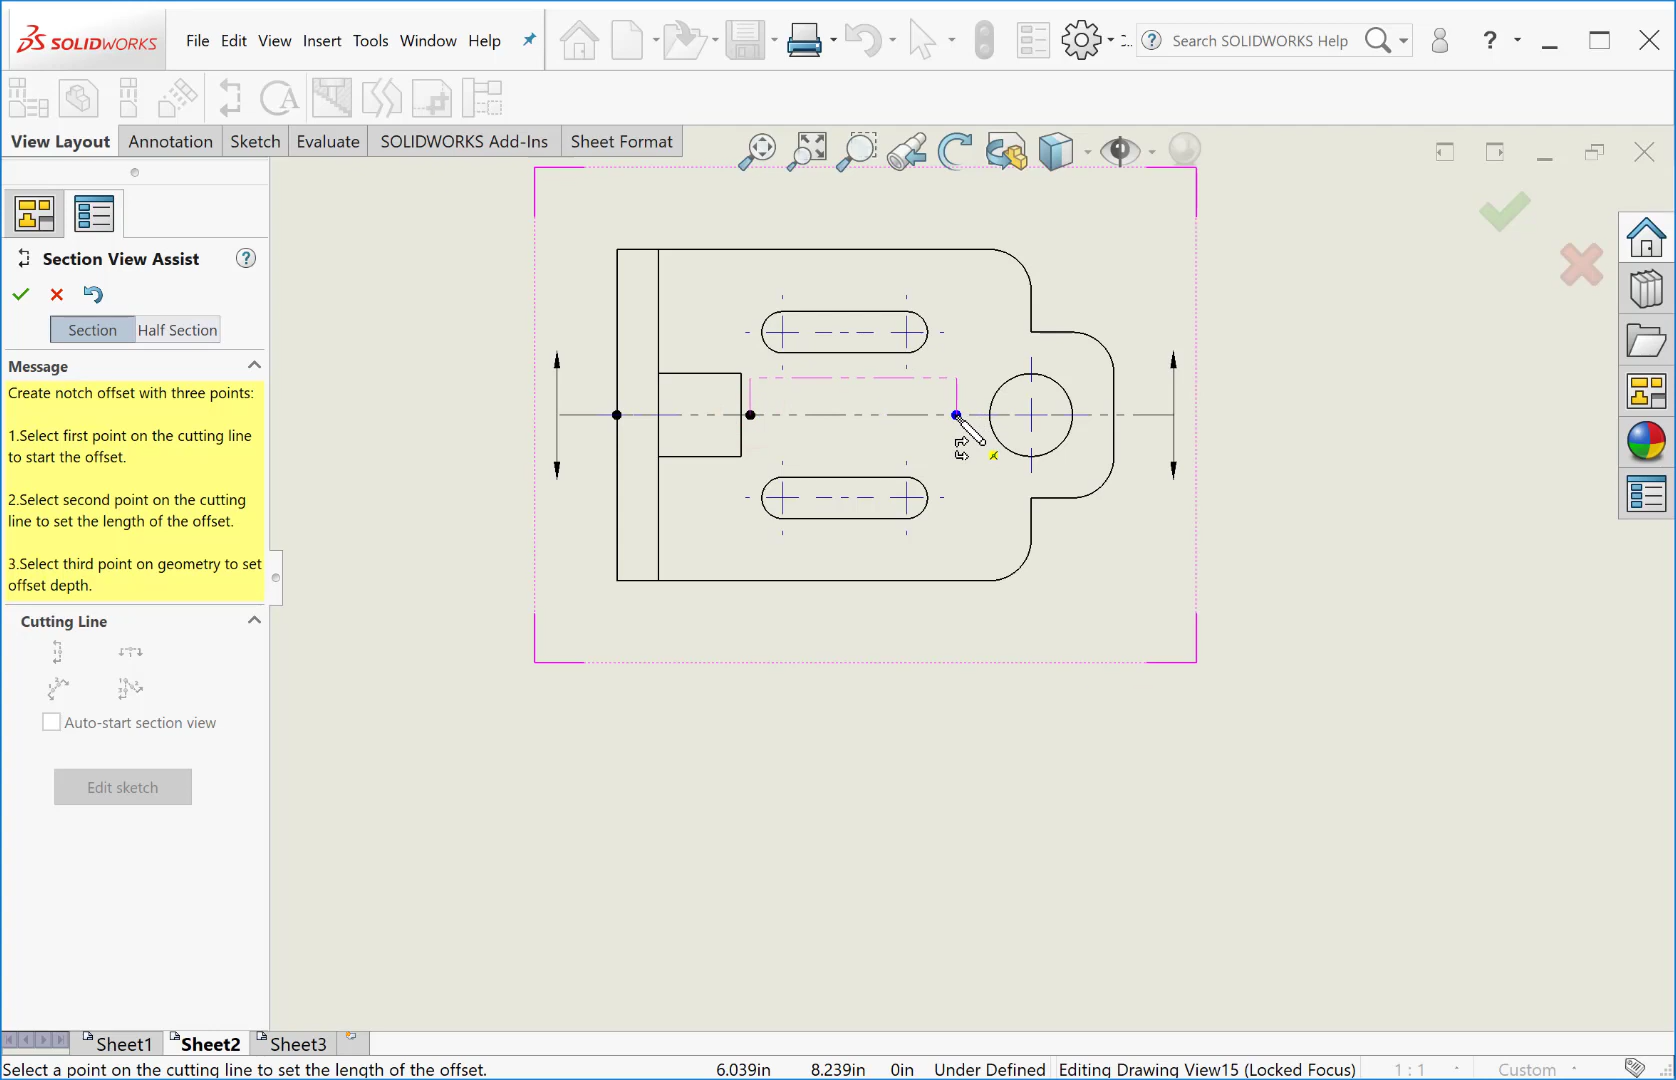 SOLIDWORKS
File Edit View Insert Tools Window Help
Search SOLIDWORKS Help
?
View Layout Annotation Sketch Evaluate SOLIDWORKS Add-Ins Sheet Format
Section View Assist
?
Section Half Section
Message
Create notch offset with three points:
1.Select first point on the cutting line
to start the offset.
2.Select second point on the cutting
line to set the length of the offset.
3.Select third point on geometry to set
offset depth.
Cutting Line
Auto-start section view
Edit sketch
Sheet1 Sheet2 Sheet3
Select a point on the cutting line to set the length of the offset. 6.039in 8.239in 0in Under Defined Editing Drawing View15 (Locked Focus) 1 : 1 Custom